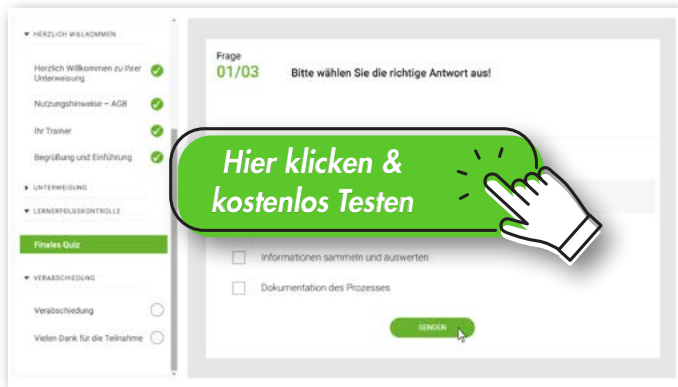 HERZLICH WILLKOMMEN
Herzlich Willkommen zu Ihrer
Unterweisung
Nutzungshinweise – AGB
Ihr Trainer
Begrüßung und Einführung
UNTERWEISUNG
LERNERFOLGSKONTROLLE
Finales Quiz
VERABSCHIEDUNG
Verabschiedung
Vielen Dank für die Teilnahme
Frage
01/03
Bitte wählen Sie die richtige Antwort aus!
Hier klicken &
kostenlos Testen
Informationen sammeln und auswerten
Dokumentation des Prozesses
SENDEN